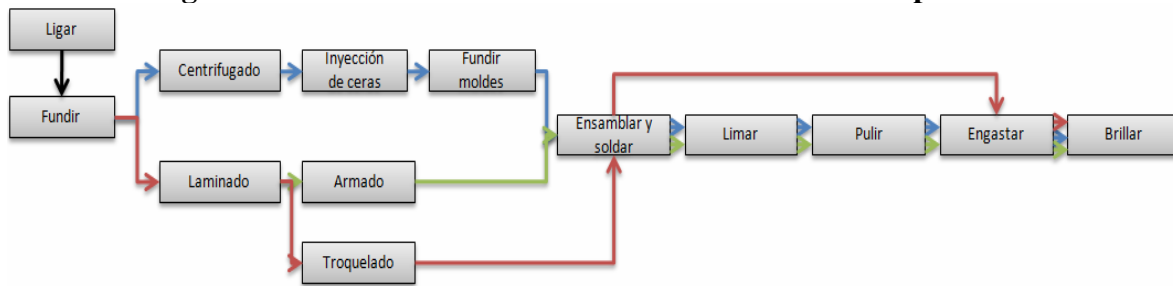 Ligar
Fundir
Centrifugado
Inyección
de ceras
Fundir
moldes
Laminado
Armado
Troquelado
Ensamblar y
soldar
Limar
Pulir
Engastar
Brillar